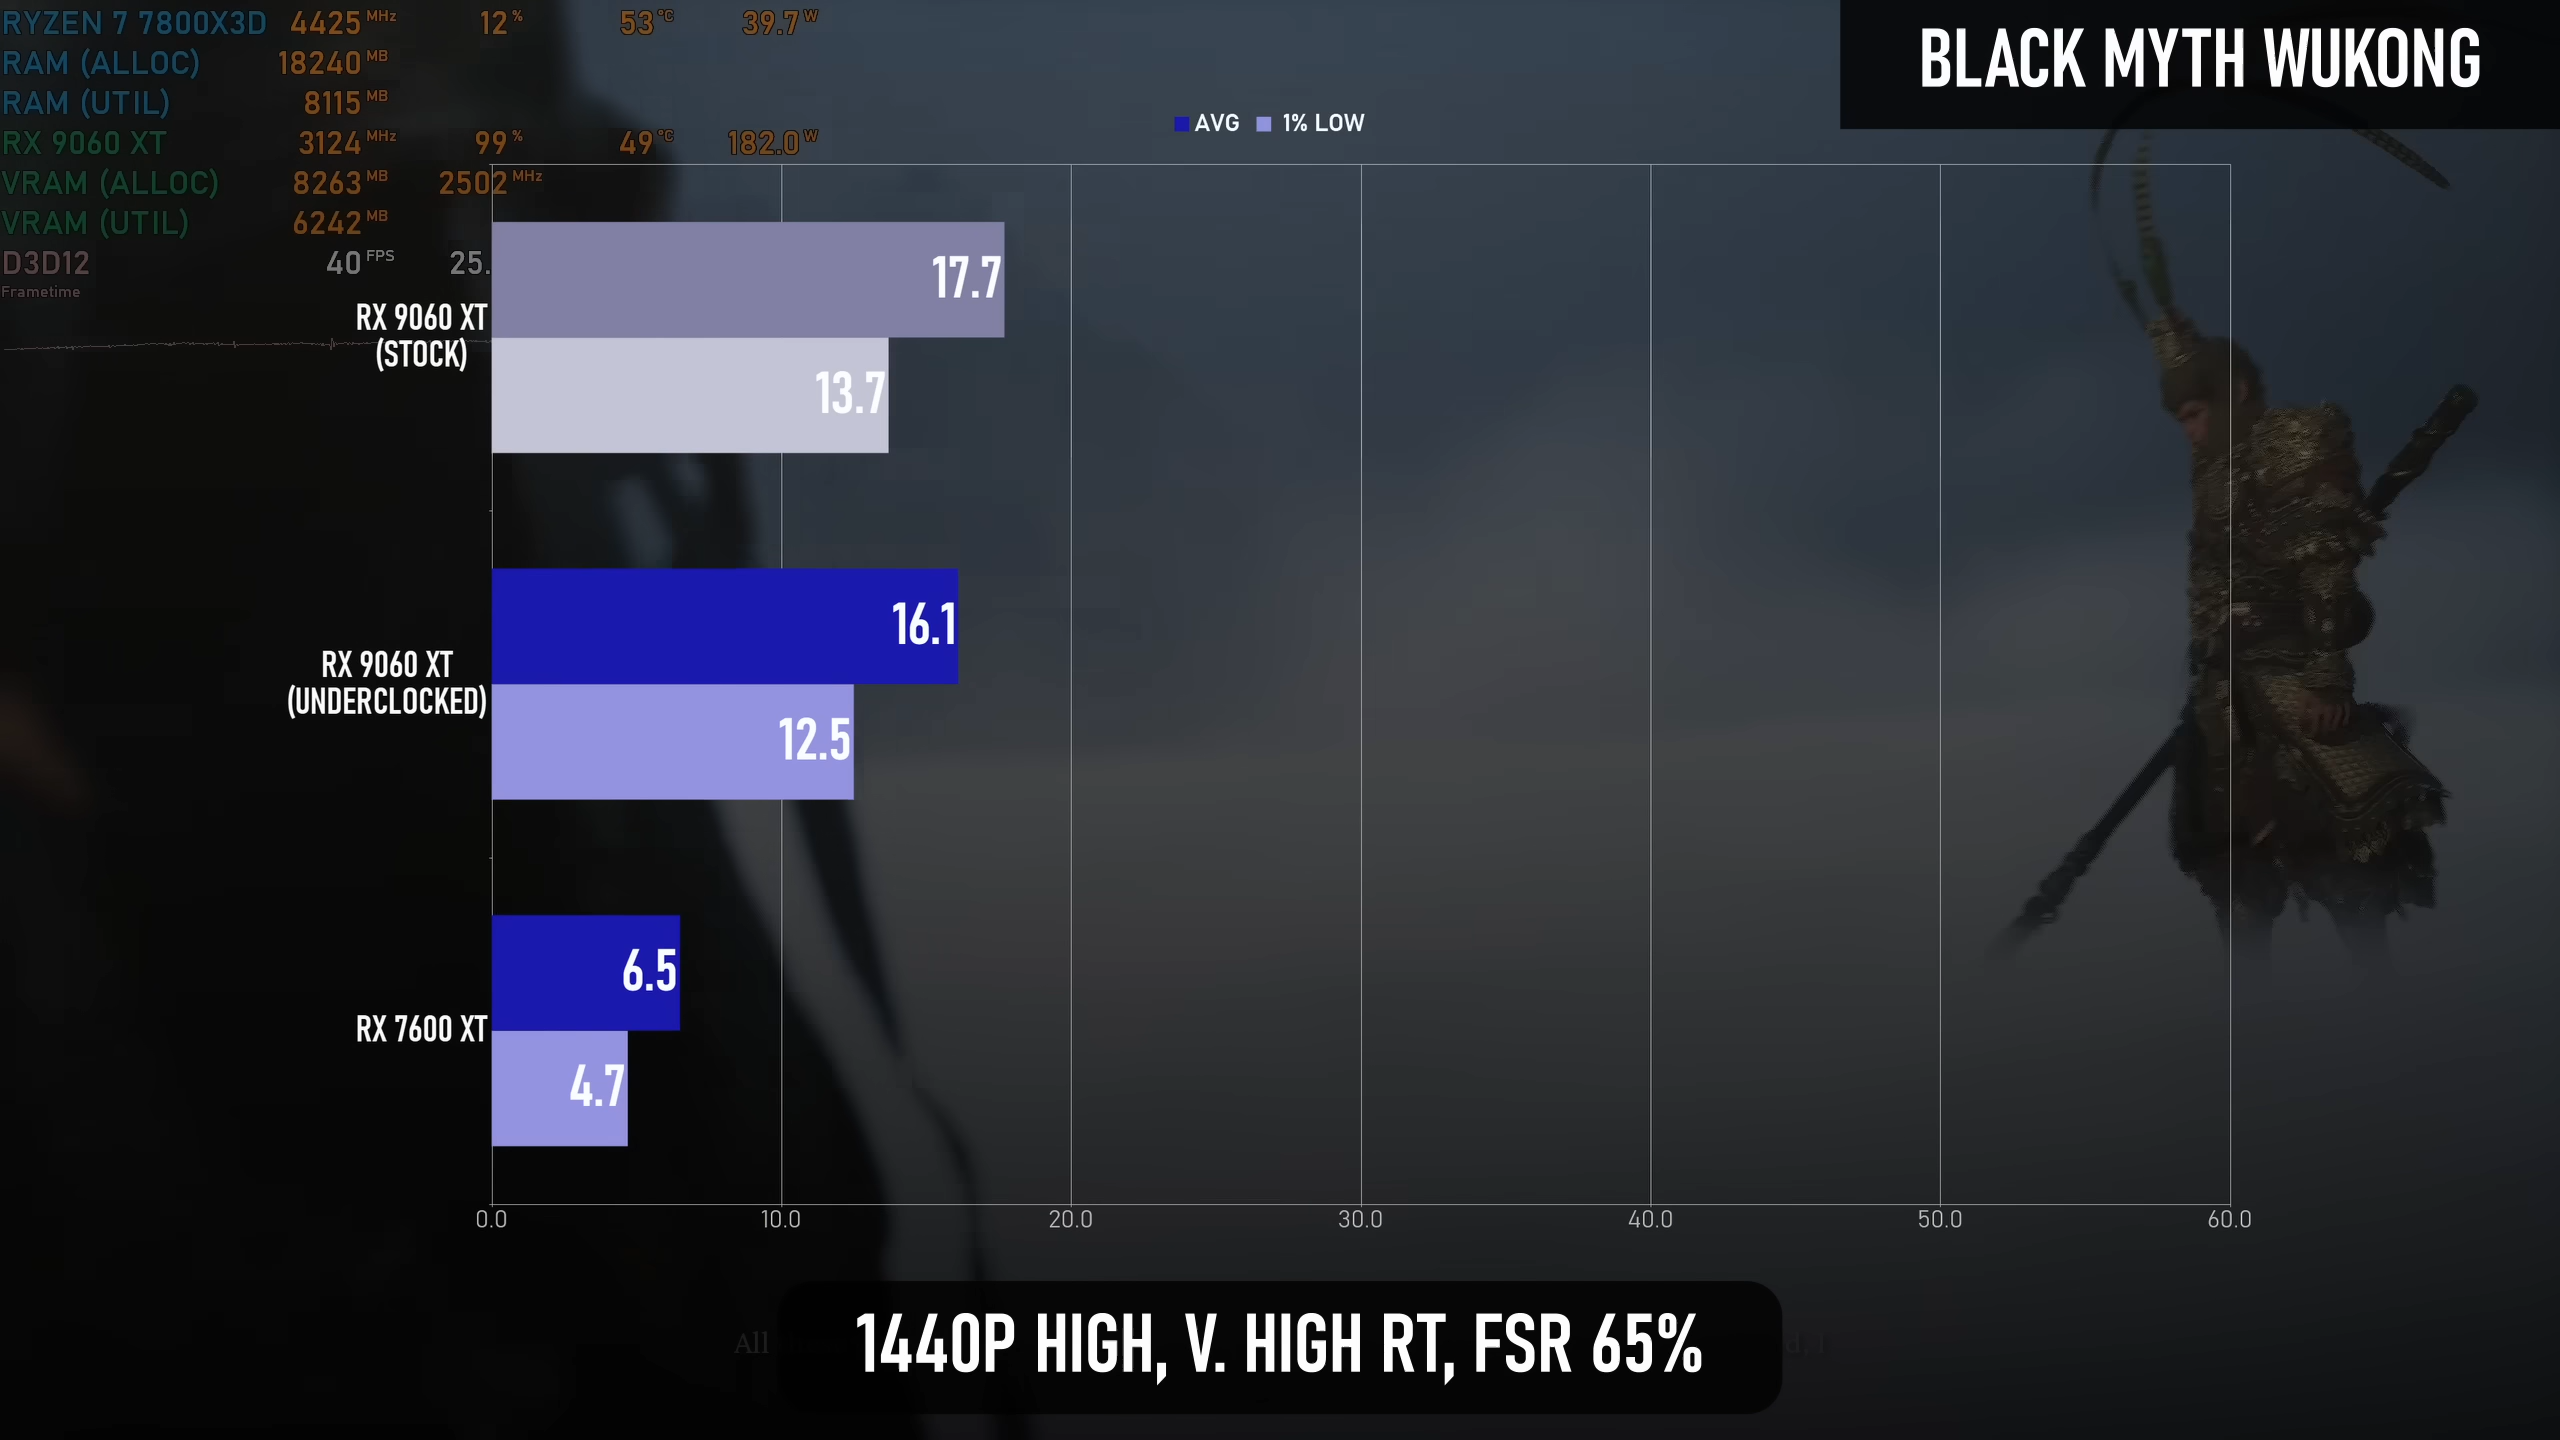 RYZEN 7 7800X3D 4425 MHz 12 % 53 °C 39.7 W
RAM (ALLOC) 18240 MB
RAM (UTIL) 8115 MB
RX 9060 XT 3124 MHz 99 % 49 °C 182.0 W
VRAM (ALLOC) 8263 MB 2502 MHz
VRAM (UTIL) 6242 MB
D3D12 40 FPS 25.
Frametime
BLACK MYTH WUKONG
AVG 1% LOW
RX 9060 XT
(STOCK)
17.7
13.7
RX 9060 XT
(UNDERCLOCKED)
16.1
12.5
RX 7600 XT
6.5
4.7
0.0 10.0 20.0 30.0 40.0 50.0 60.0
1440P HIGH, V. HIGH RT, FSR 65%
All